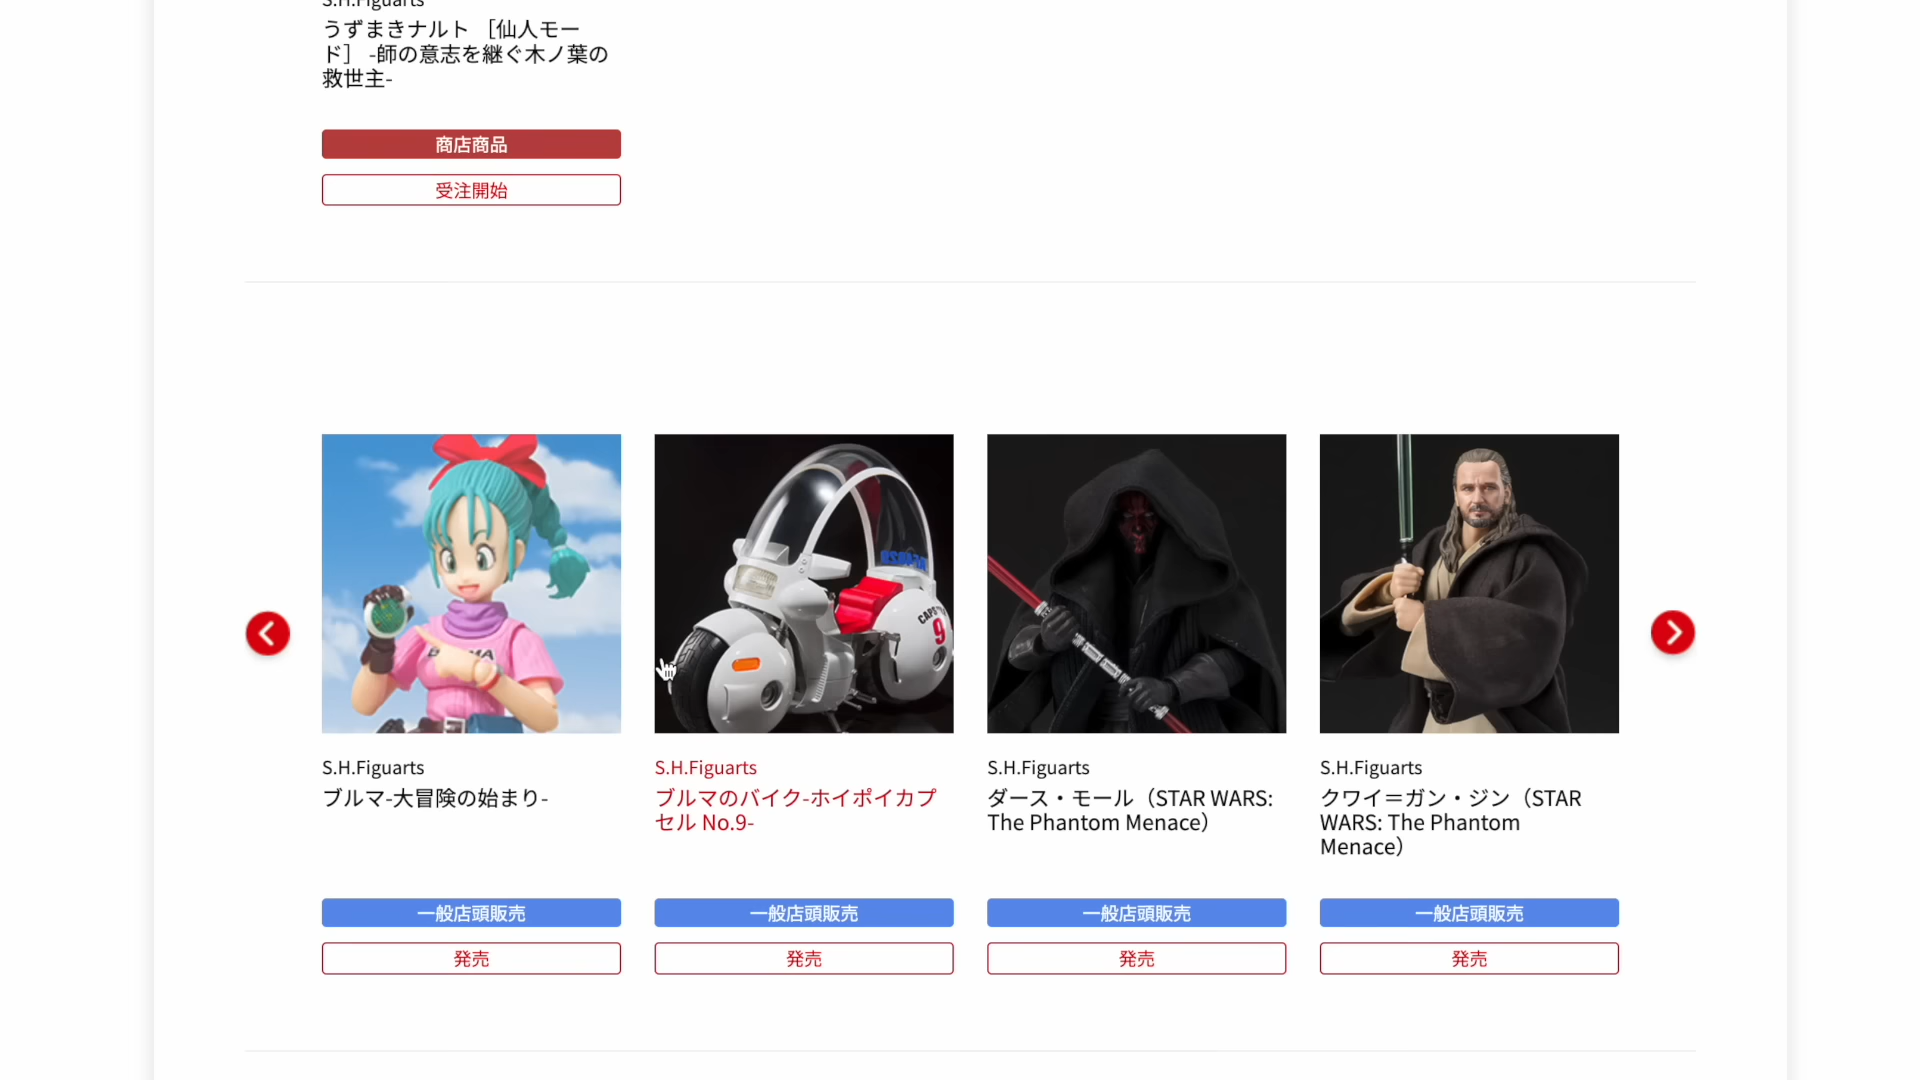 S.H.Figuarts
うずまきナルト ［仙人モー
ド］ -師の意志を継ぐ木ノ葉の
救世主-
商店商品
受注開始
BULMA
CAPSULE
9
S.H.Figuarts
ブルマ-大冒険の始まり-
一般店頭販売
発売
S.H.Figuarts
ブルマのバイク-ホイポイカプ
セル No.9-
一般店頭販売
発売
S.H.Figuarts
ダース・モール（STAR WARS:
The Phantom Menace）
一般店頭販売
発売
S.H.Figuarts
クワイ＝ガン・ジン（STAR
WARS: The Phantom
Menace）
一般店頭販売
発売